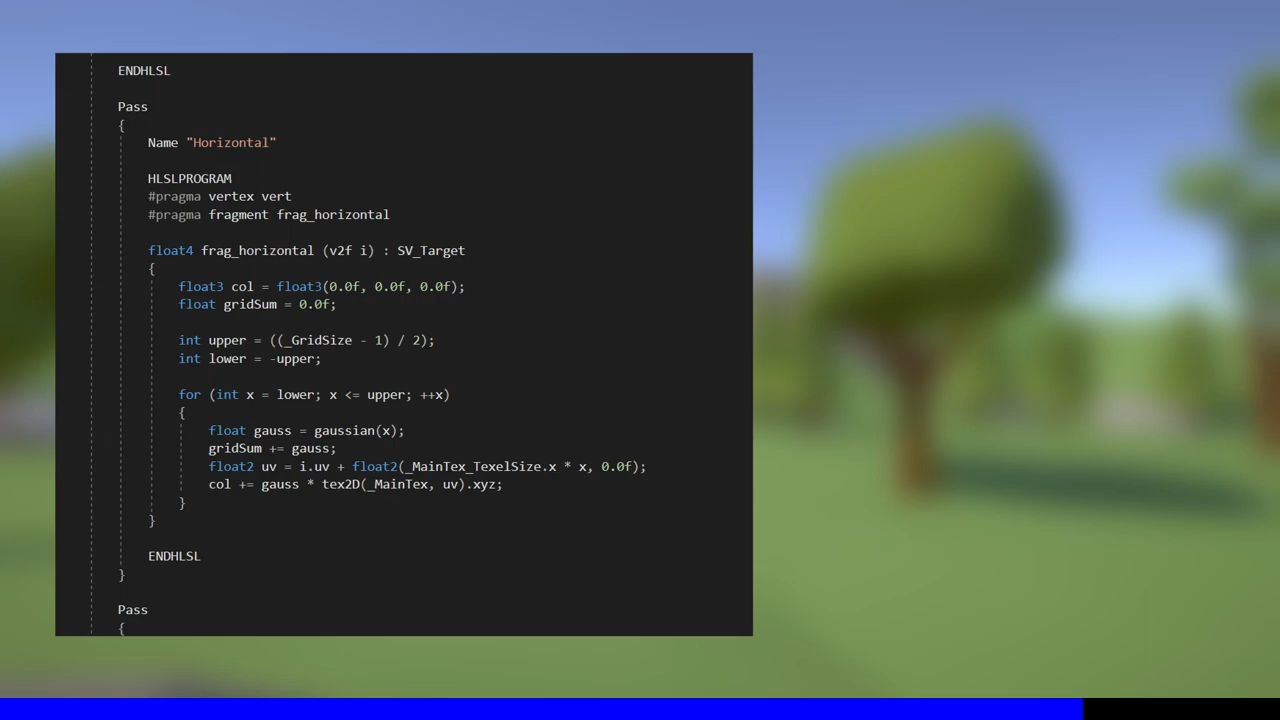 ENDHLSL
Pass
{
Name "Horizontal"
HLSLPROGRAM
#pragma vertex vert
#pragma fragment frag_horizontal
float4 frag_horizontal (v2f i) : SV_Target
{
float3 col = float3(0.0f, 0.0f, 0.0f);
float gridSum = 0.0f;
int upper = ((_GridSize - 1) / 2);
int lower = -upper;
for (int x = lower; x <= upper; ++x)
{
float gauss = gaussian(x);
gridSum += gauss;
float2 uv = i.uv + float2(_MainTex_TexelSize.x * x, 0.0f);
col += gauss * tex2D(_MainTex, uv).xyz;
}
}
ENDHLSL
}
Pass
{